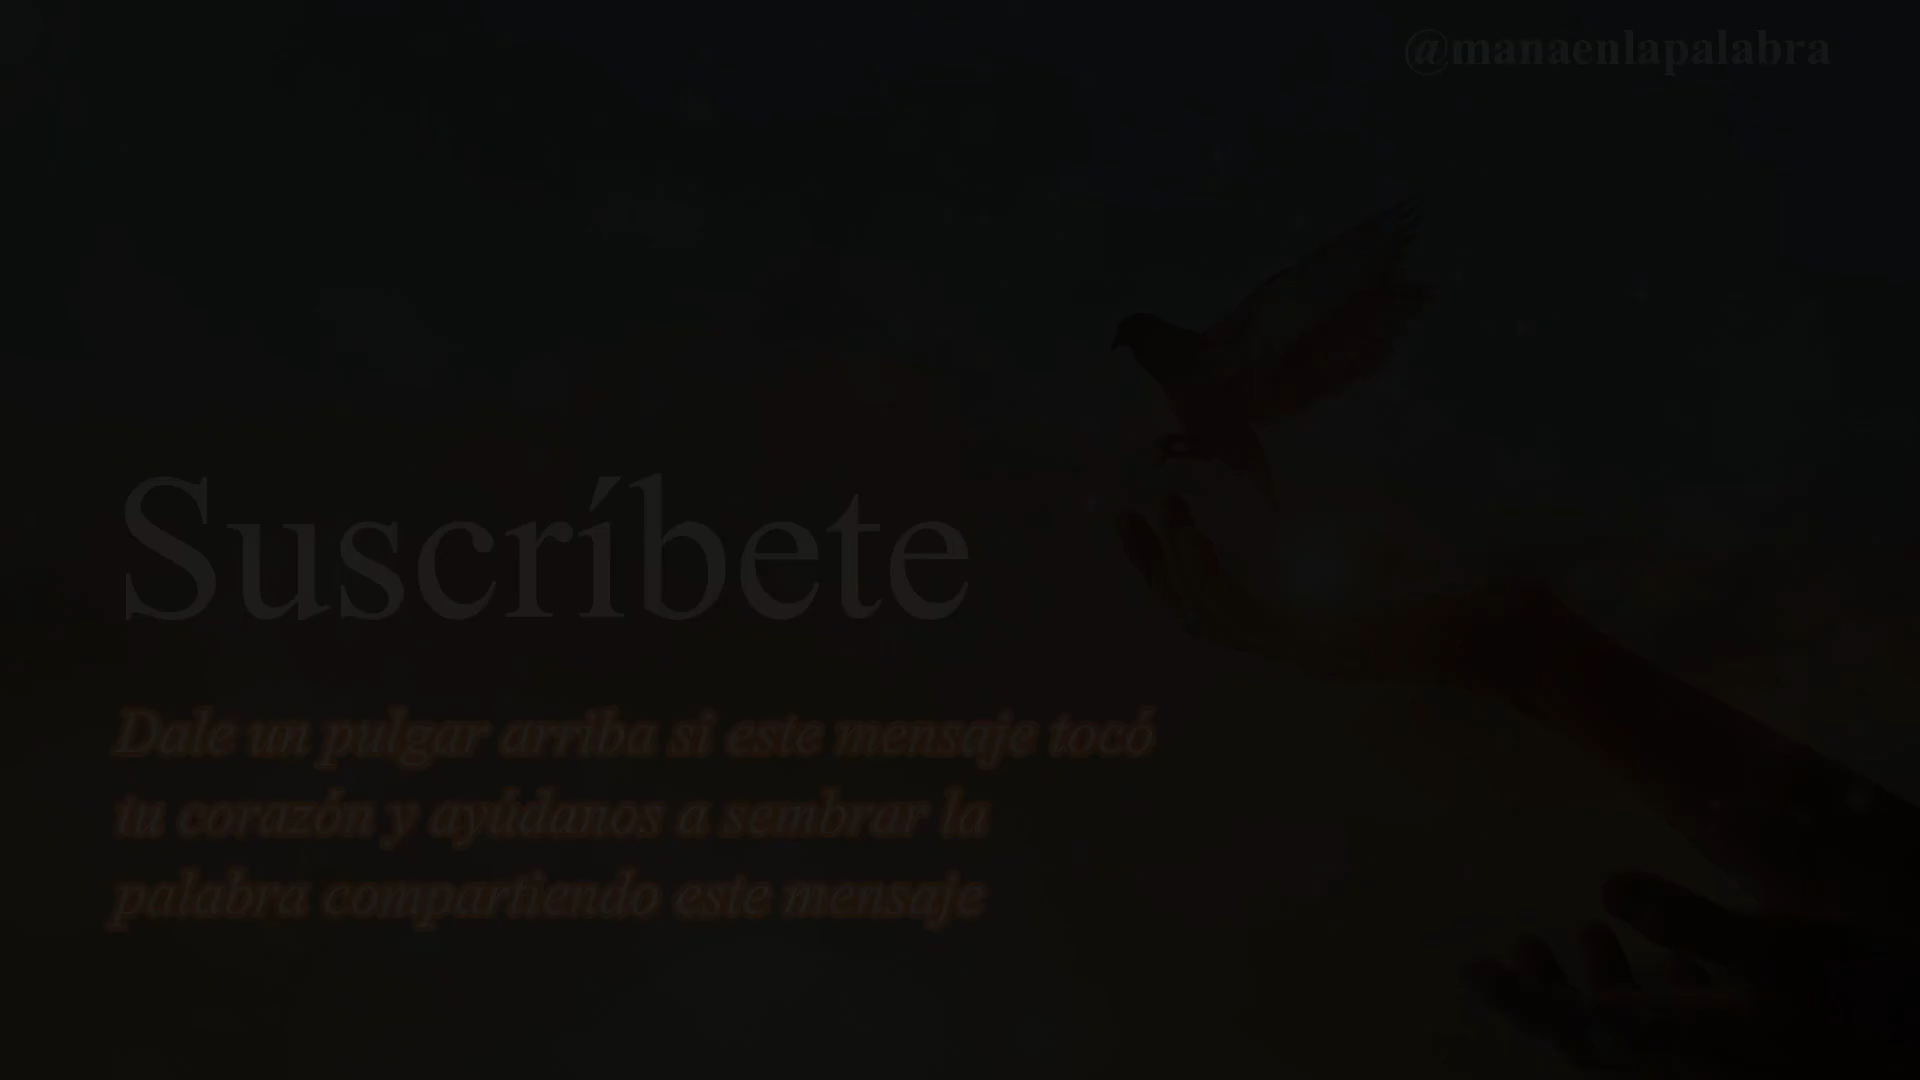 @manaenlapalabra
Suscríbete
Dale un pulgar arriba si este mensaje tocó
tu corazón y ayúdanos a sembrar la
palabra compartiendo este mensaje